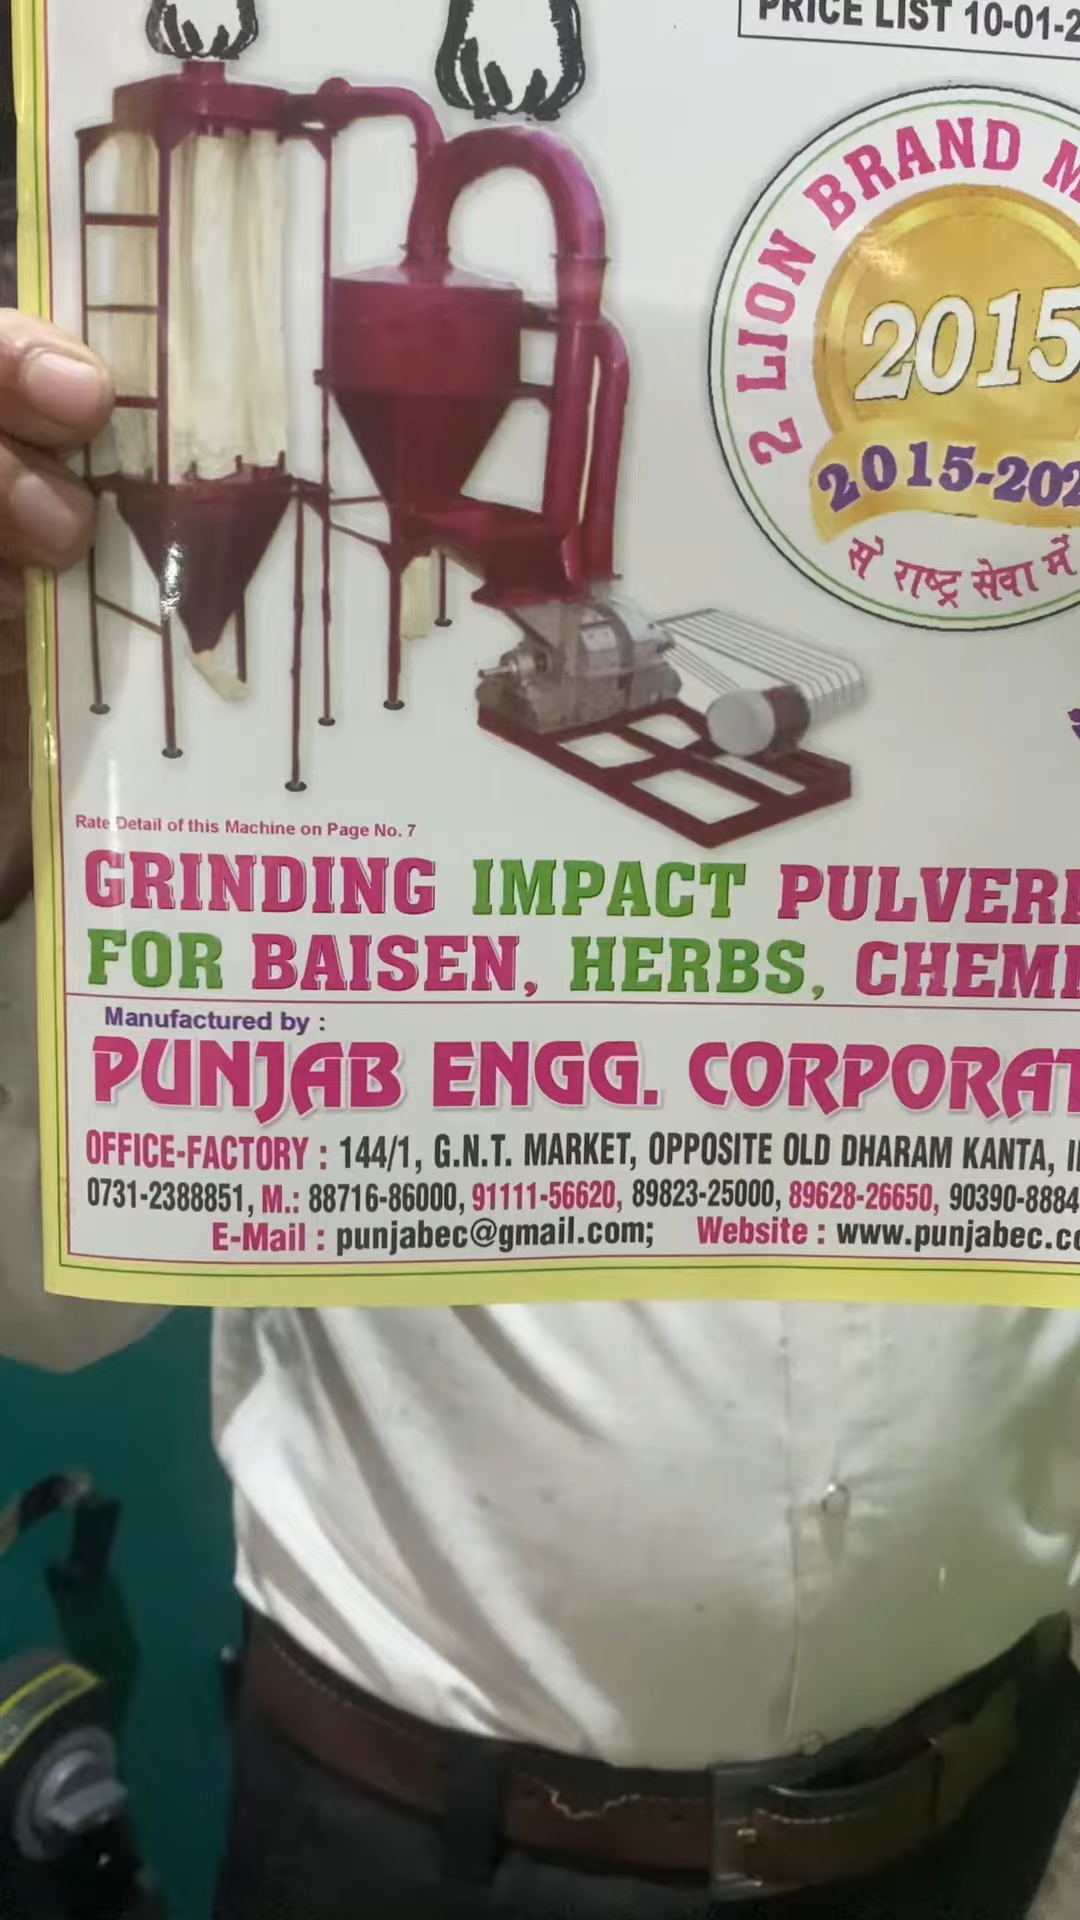 PRICE LIST 10-01-2
2 LION BRAND M
2015
2015-202
से राष्ट्र सेवा में
Rate Detail of this Machine on Page No. 7
GRINDING IMPACT PULVERI
FOR BAISEN, HERBS, CHEMI
Manufactured by :
PUNJAB ENGG. CORPORAT
OFFICE-FACTORY : 144/1, G.N.T. MARKET, OPPOSITE OLD DHARAM KANTA, I
0731-2388851, M.: 88716-86000, 91111-56620, 89823-25000, 89628-26650, 90390-8884
E-Mail : punjabec@gmail.com; Website : www.punjabec.co